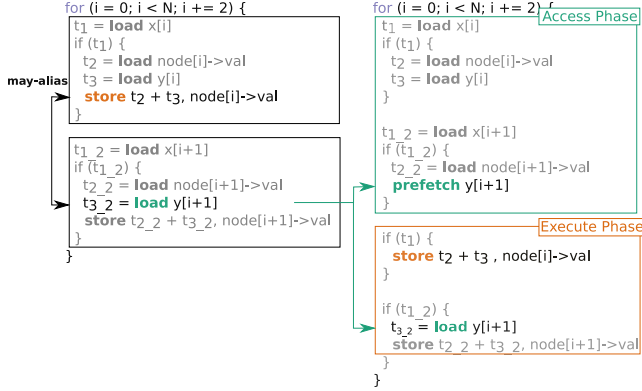 for (i = 0; i < N; i += 2) {
t1 = load x[i]
if (t1) {
t2 = load node[i]->val
t3 = load y[i]
store t2 + t3, node[i]->val
}
may-alias
t1_2 = load x[i+1]
if (t1_2) {
t2_2 = load node[i+1]->val
t3_2 = load y[i+1]
store t2_2 + t3_2, node[i+1]->val
}
}
for (i = 0; i < N; i += 2) {
Access Phase
t1 = load x[i]
if (t1) {
t2 = load node[i]->val
t3 = load y[i]
}
t1_2 = load x[i+1]
if (t1_2) {
t2_2 = load node[i+1]->val
prefetch y[i+1]
}
Execute Phase
if (t1) {
store t2 + t3 , node[i]->val
}
if (t1_2) {
t3_2 = load y[i+1]
store t2_2 + t3_2, node[i+1]->val
}
}